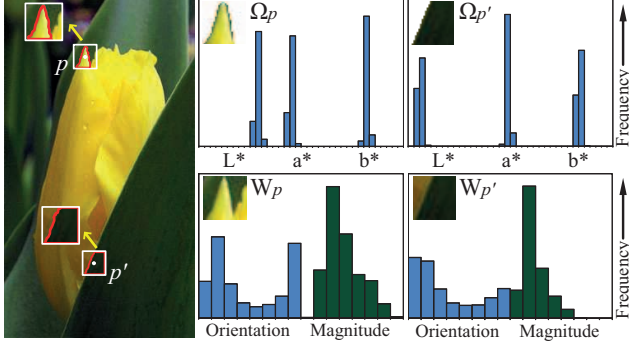 p
p'
Ωp
L* a* b*
Ωp'
L* a* b*
Frequency
Wp
Orientation Magnitude
Wp'
Orientation Magnitude
Frequency